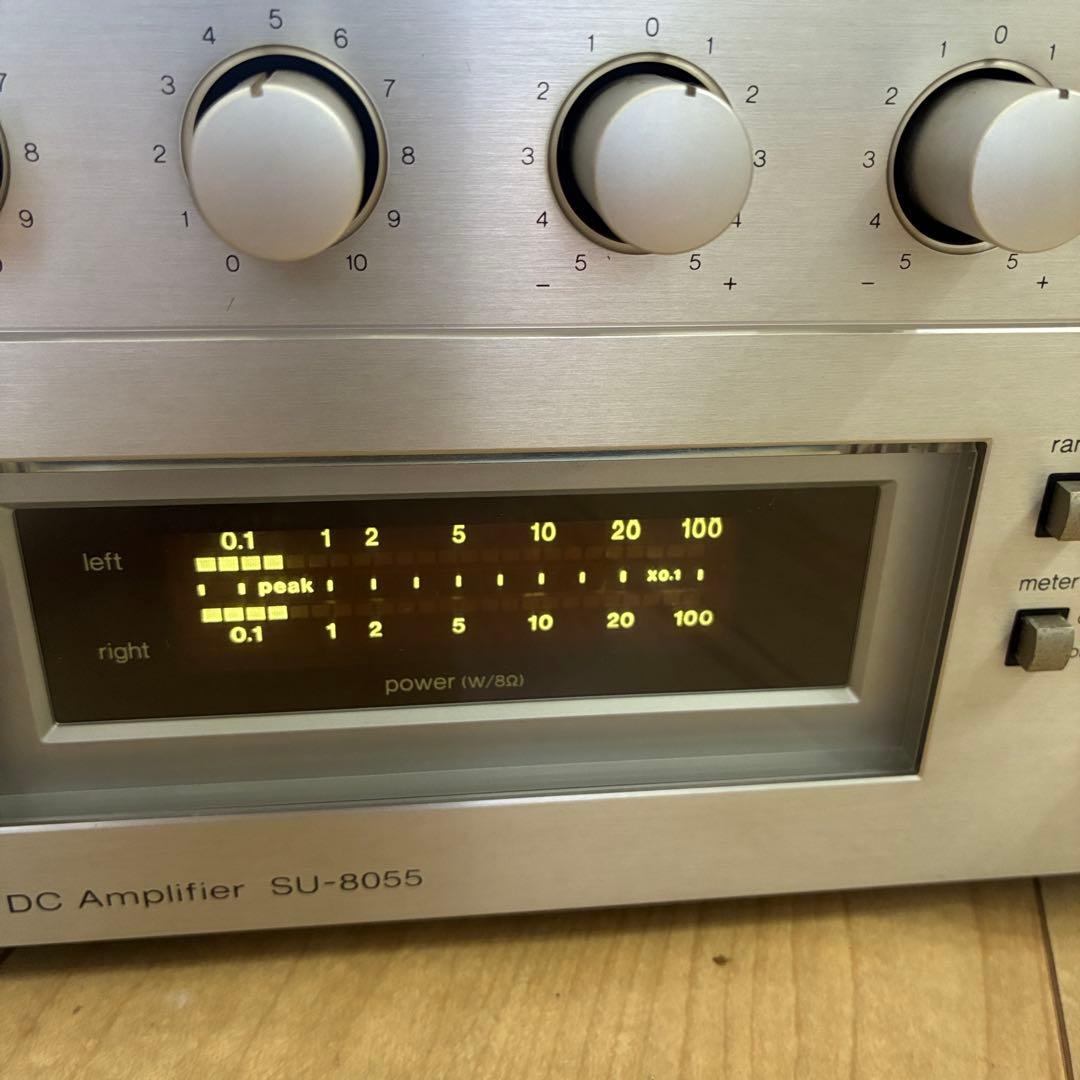 4 5 6 1 0 1 1 0 1
7 3 7 2 2 2
8 2 8 3 3 3
9 1 9 4 4 4
0 10 5 5 5 5
− + − +
left 0.1 1 2 5 10 20 100
peak X0.1
right 0.1 1 2 5 10 20 100
power (W/8Ω)
meter
DC Amplifier SU-8055